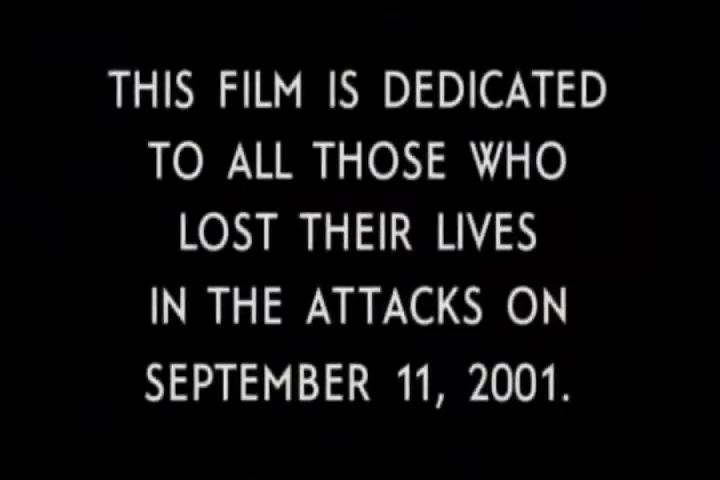 THIS FILM IS DEDICATED
TO ALL THOSE WHO
LOST THEIR LIVES
IN THE ATTACKS ON
SEPTEMBER 11, 2001.